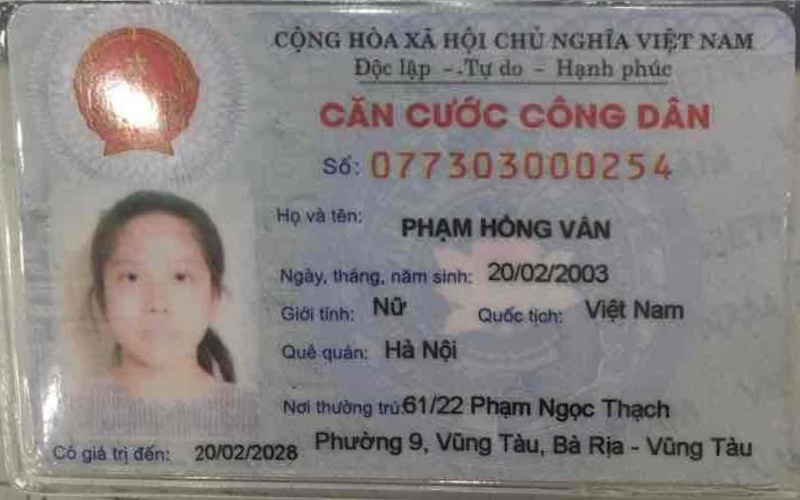 CỘNG HÒA XÃ HỘI CHỦ NGHĨA VIỆT NAM
Độc lập - Tự do - Hạnh phúc
CĂN CƯỚC CÔNG DÂN
Số: 077303000254
Họ và tên: PHẠM HỒNG VÂN
Ngày, tháng, năm sinh: 20/02/2003
Giới tính: Nữ Quốc tịch: Việt Nam
Quê quán: Hà Nội
Nơi thường trú: 61/22 Phạm Ngọc Thạch
Phường 9, Vũng Tàu, Bà Rịa - Vũng Tàu
Có giá trị đến: 20/02/2028